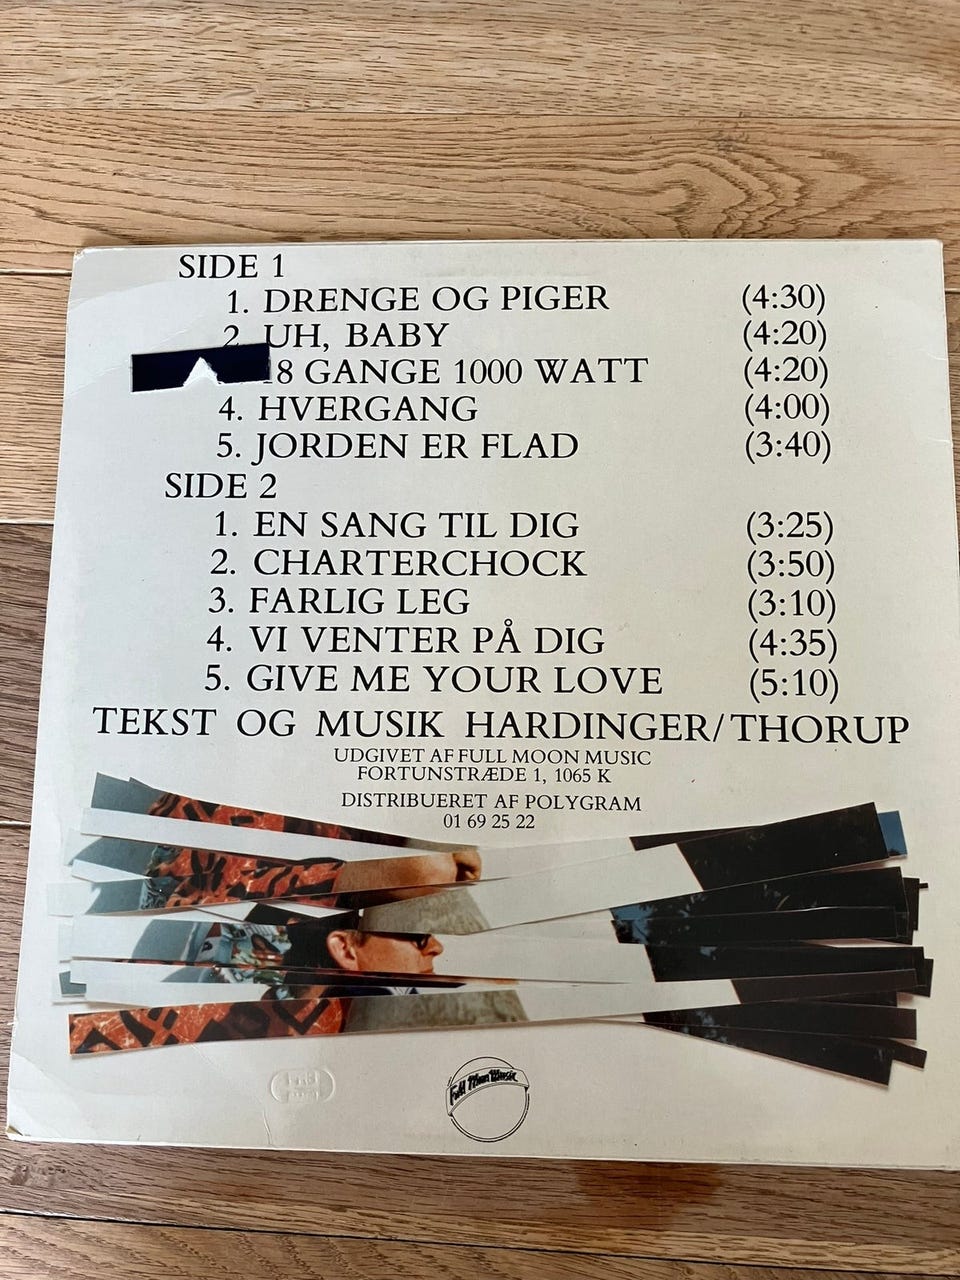 SIDE 1
1. DRENGE OG PIGER (4:30)
2. UH, BABY (4:20)
18 GANGE 1000 WATT (4:20)
4. HVERGANG (4:00)
5. JORDEN ER FLAD (3:40)
SIDE 2
1. EN SANG TIL DIG (3:25)
2. CHARTERCHOCK (3:50)
3. FARLIG LEG (3:10)
4. VI VENTER PÅ DIG (4:35)
5. GIVE ME YOUR LOVE (5:10)
TEKST OG MUSIK HARDINGER/THORUP
UDGIVET AF FULL MOON MUSIC
FORTUNSTRÆDE 1, 1065 K
DISTRIBUERET AF POLYGRAM
01 69 25 22
Full Moon Music